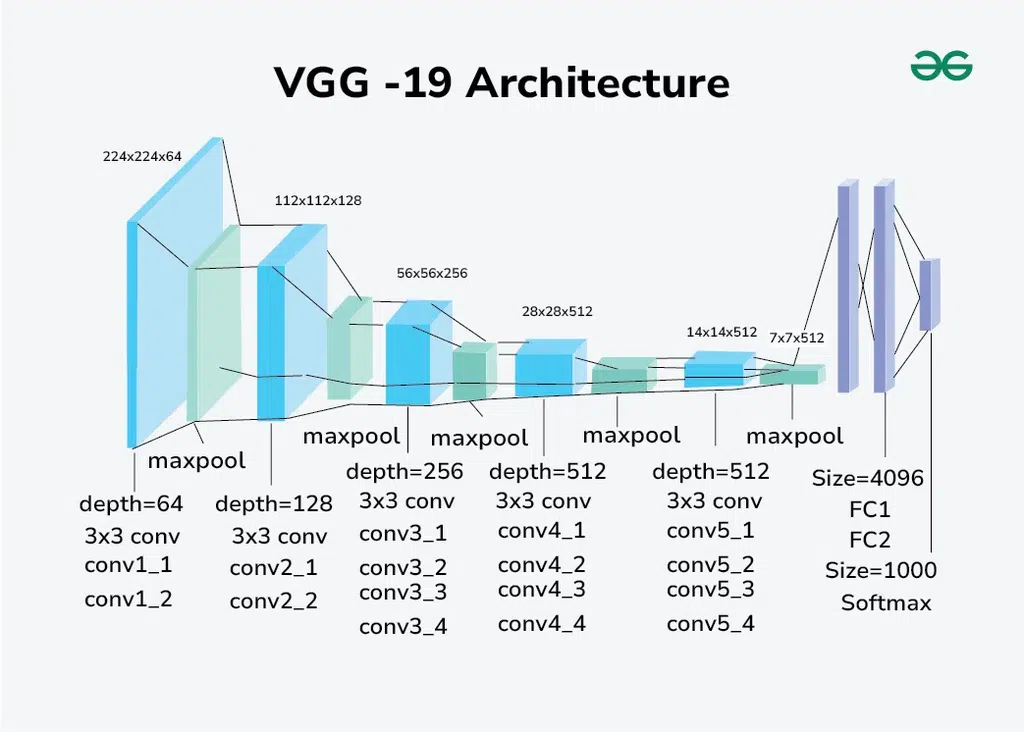 VGG -19 Architecture
224x224x64
112x112x128
56x56x256
28x28x512
14x14x512
7x7x512
maxpool
maxpool
maxpool
maxpool
maxpool
depth=64
3x3 conv
conv1_1
conv1_2
depth=128
3x3 conv
conv2_1
conv2_2
depth=256
3x3 conv
conv3_1
conv3_2
conv3_3
conv3_4
depth=512
3x3 conv
conv4_1
conv4_2
conv4_3
conv4_4
depth=512
3x3 conv
conv5_1
conv5_2
conv5_3
conv5_4
Size=4096
FC1
FC2
Size=1000
Softmax